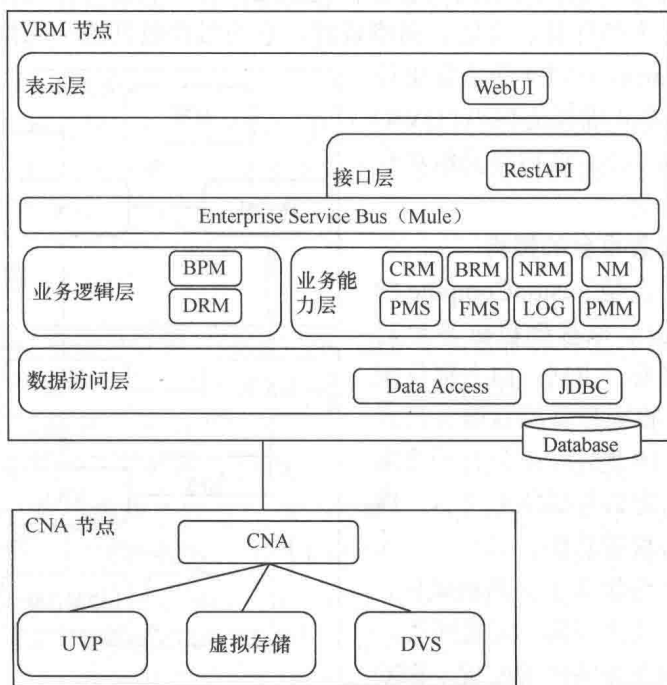 VRM 节点
表示层
WebUI
接口层
RestAPI
Enterprise Service Bus（Mule）
业务逻辑层
BPM
DRM
业务能
力层
CRM BRM NRM NM
PMS FMS LOG PMM
数据访问层
Data Access
JDBC
Database
CNA 节点
CNA
UVP
虚拟存储
DVS